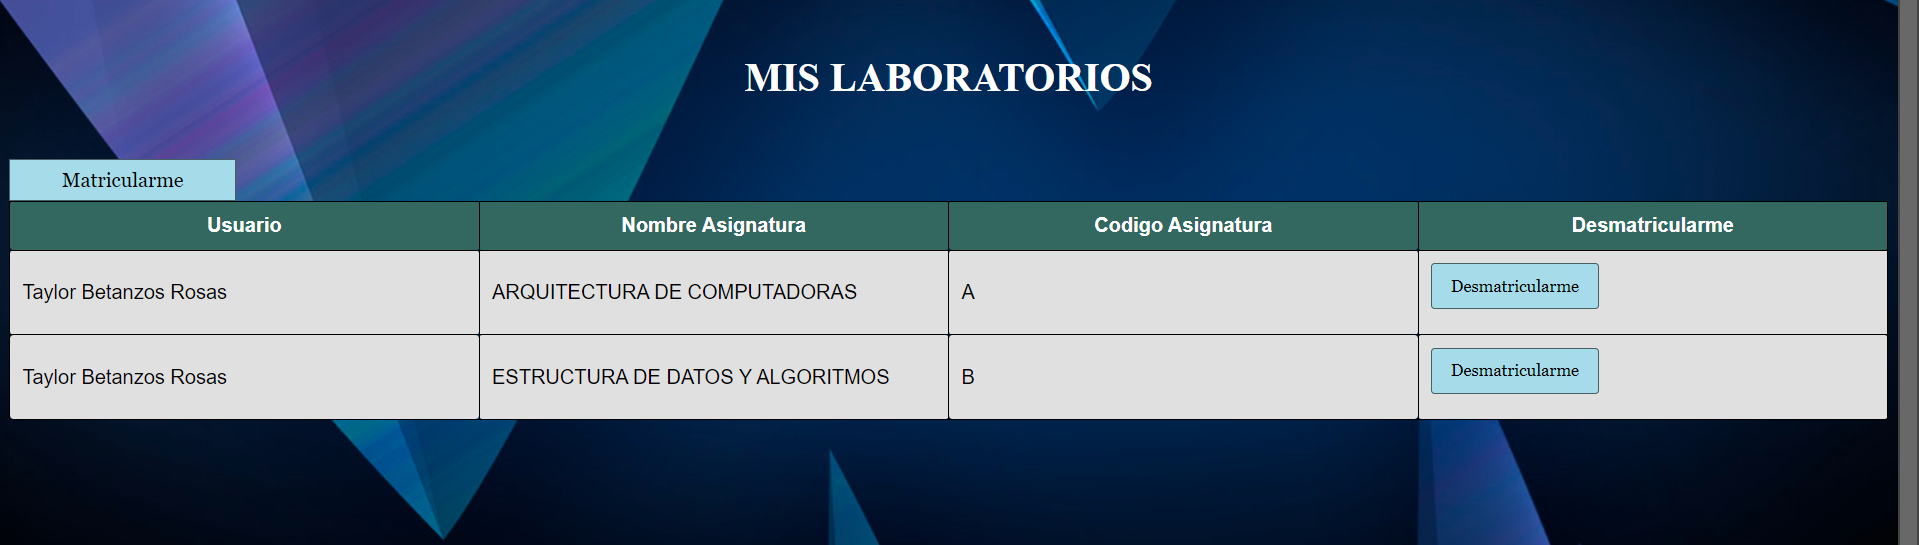 MIS LABORATORIOS
Matricularme
Usuario Nombre Asignatura Codigo Asignatura Desmatricularme
Taylor Betanzos Rosas ARQUITECTURA DE COMPUTADORAS A Desmatricularme
Taylor Betanzos Rosas ESTRUCTURA DE DATOS Y ALGORITMOS B Desmatricularme